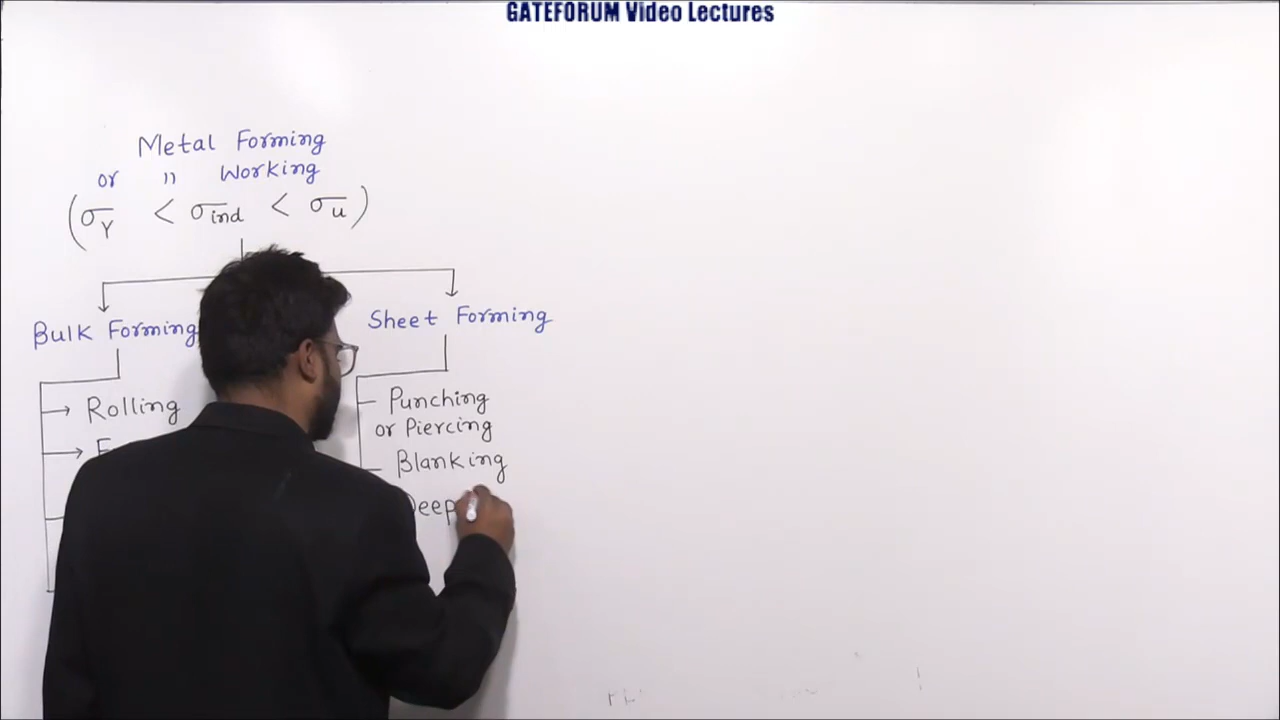 GATEFORUM Video Lectures
Metal Forming
or " Working
(σY < σind < σu)
Bulk Forming
Sheet Forming
Rolling
Punching
or Piercing
Blanking
Deep